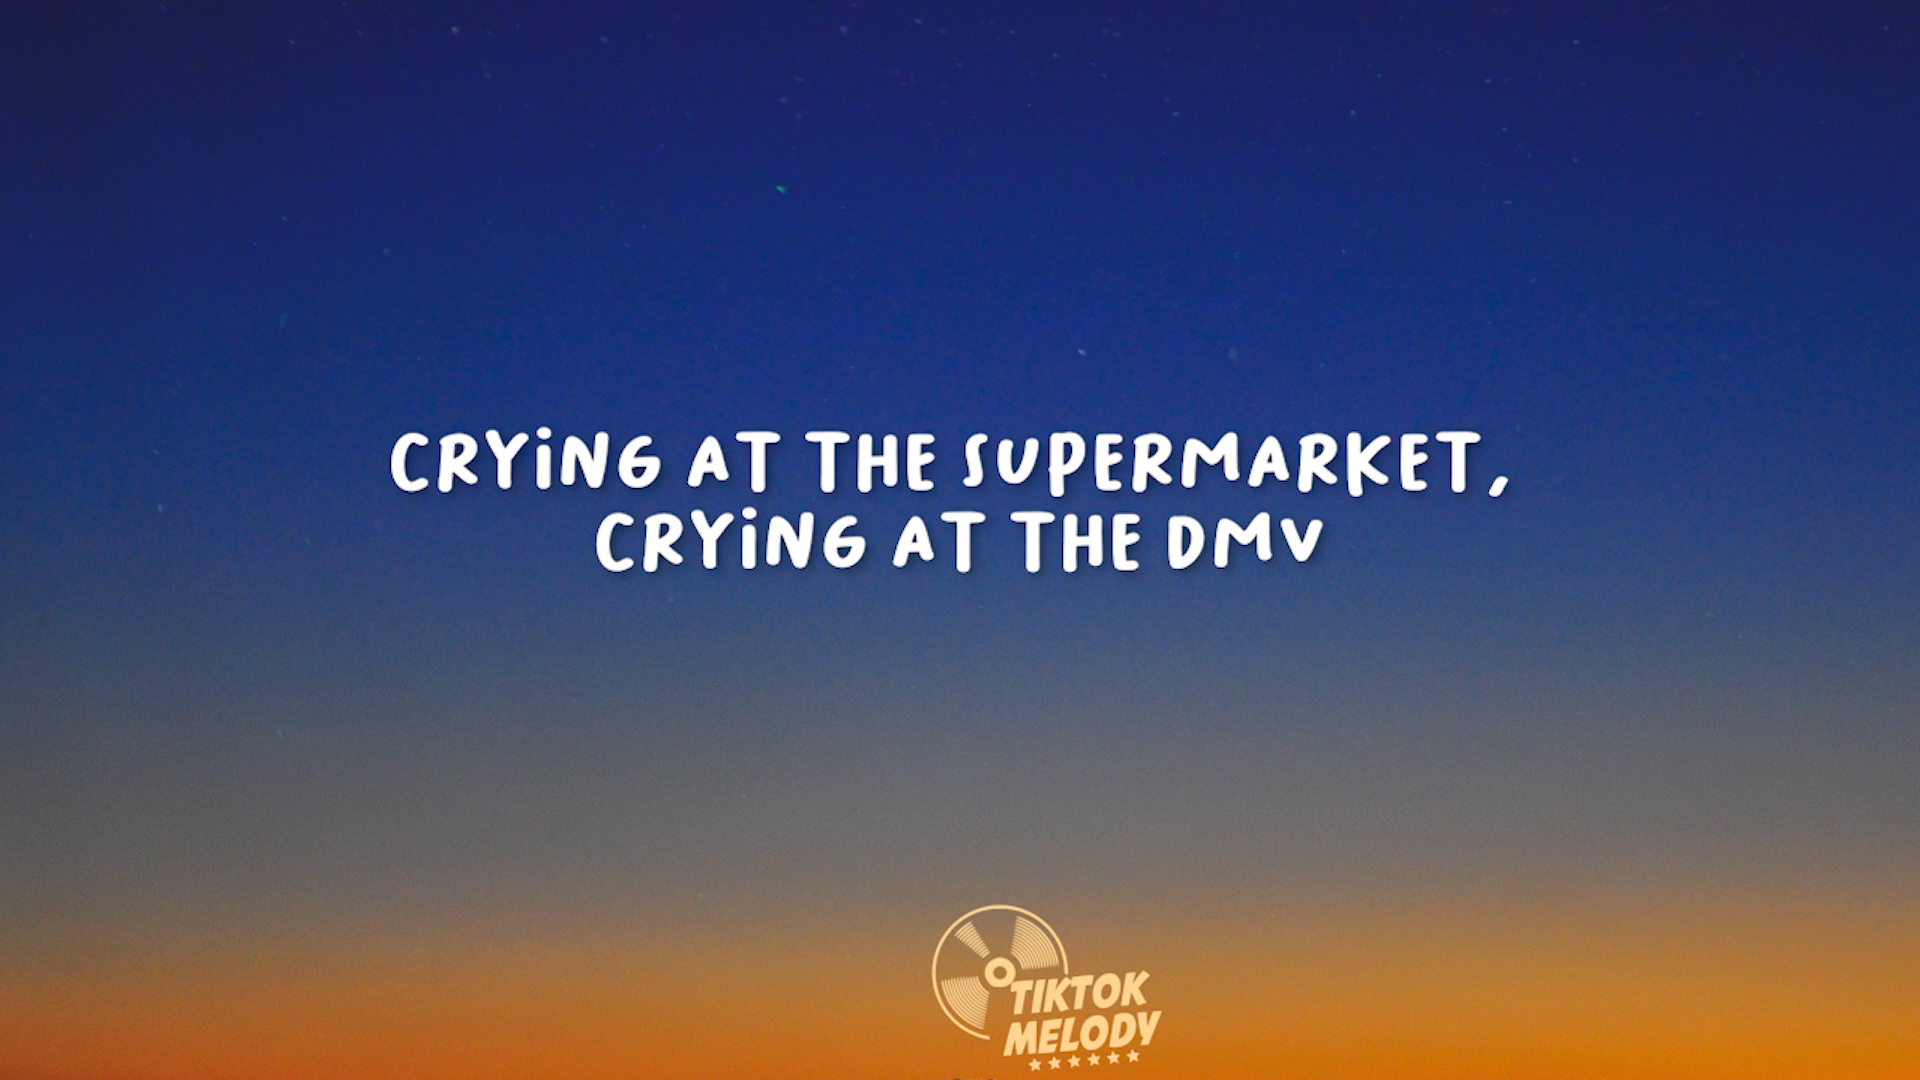 CRYiNG AT THE SUPERMARKET,
CRYiNG AT THE DMV
TIKTOK
MELODY